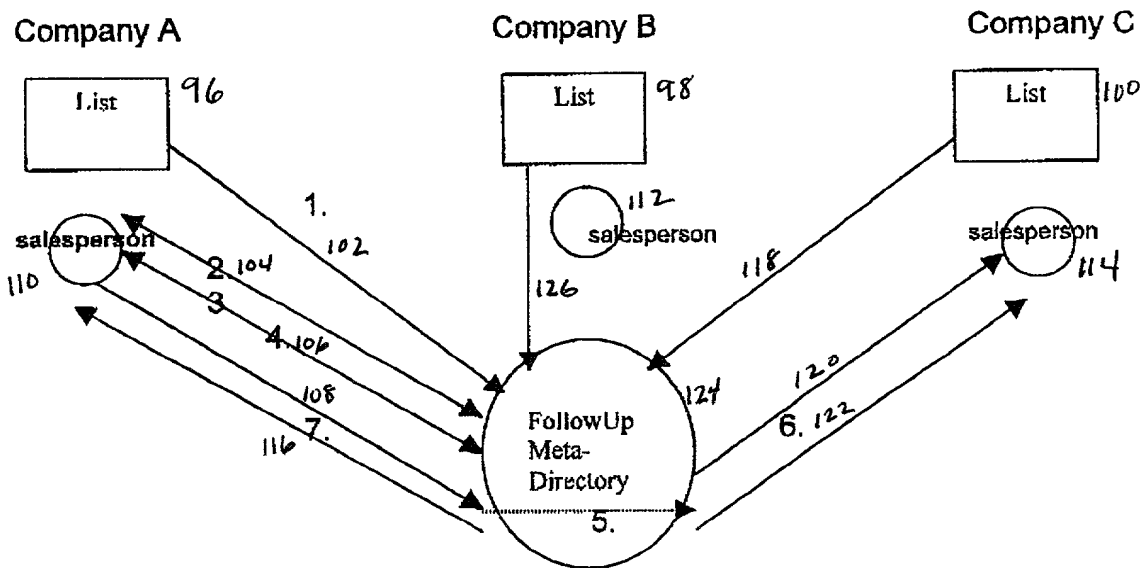 Company A
Company B
Company C
List
96
List
98
List
100
1.
102
salesperson
110
112
salesperson
salesperson
114
2. 104
3
4. 106
126
118
108
7.
116
124
FollowUp
Meta-
Directory
5.
120
6. 122